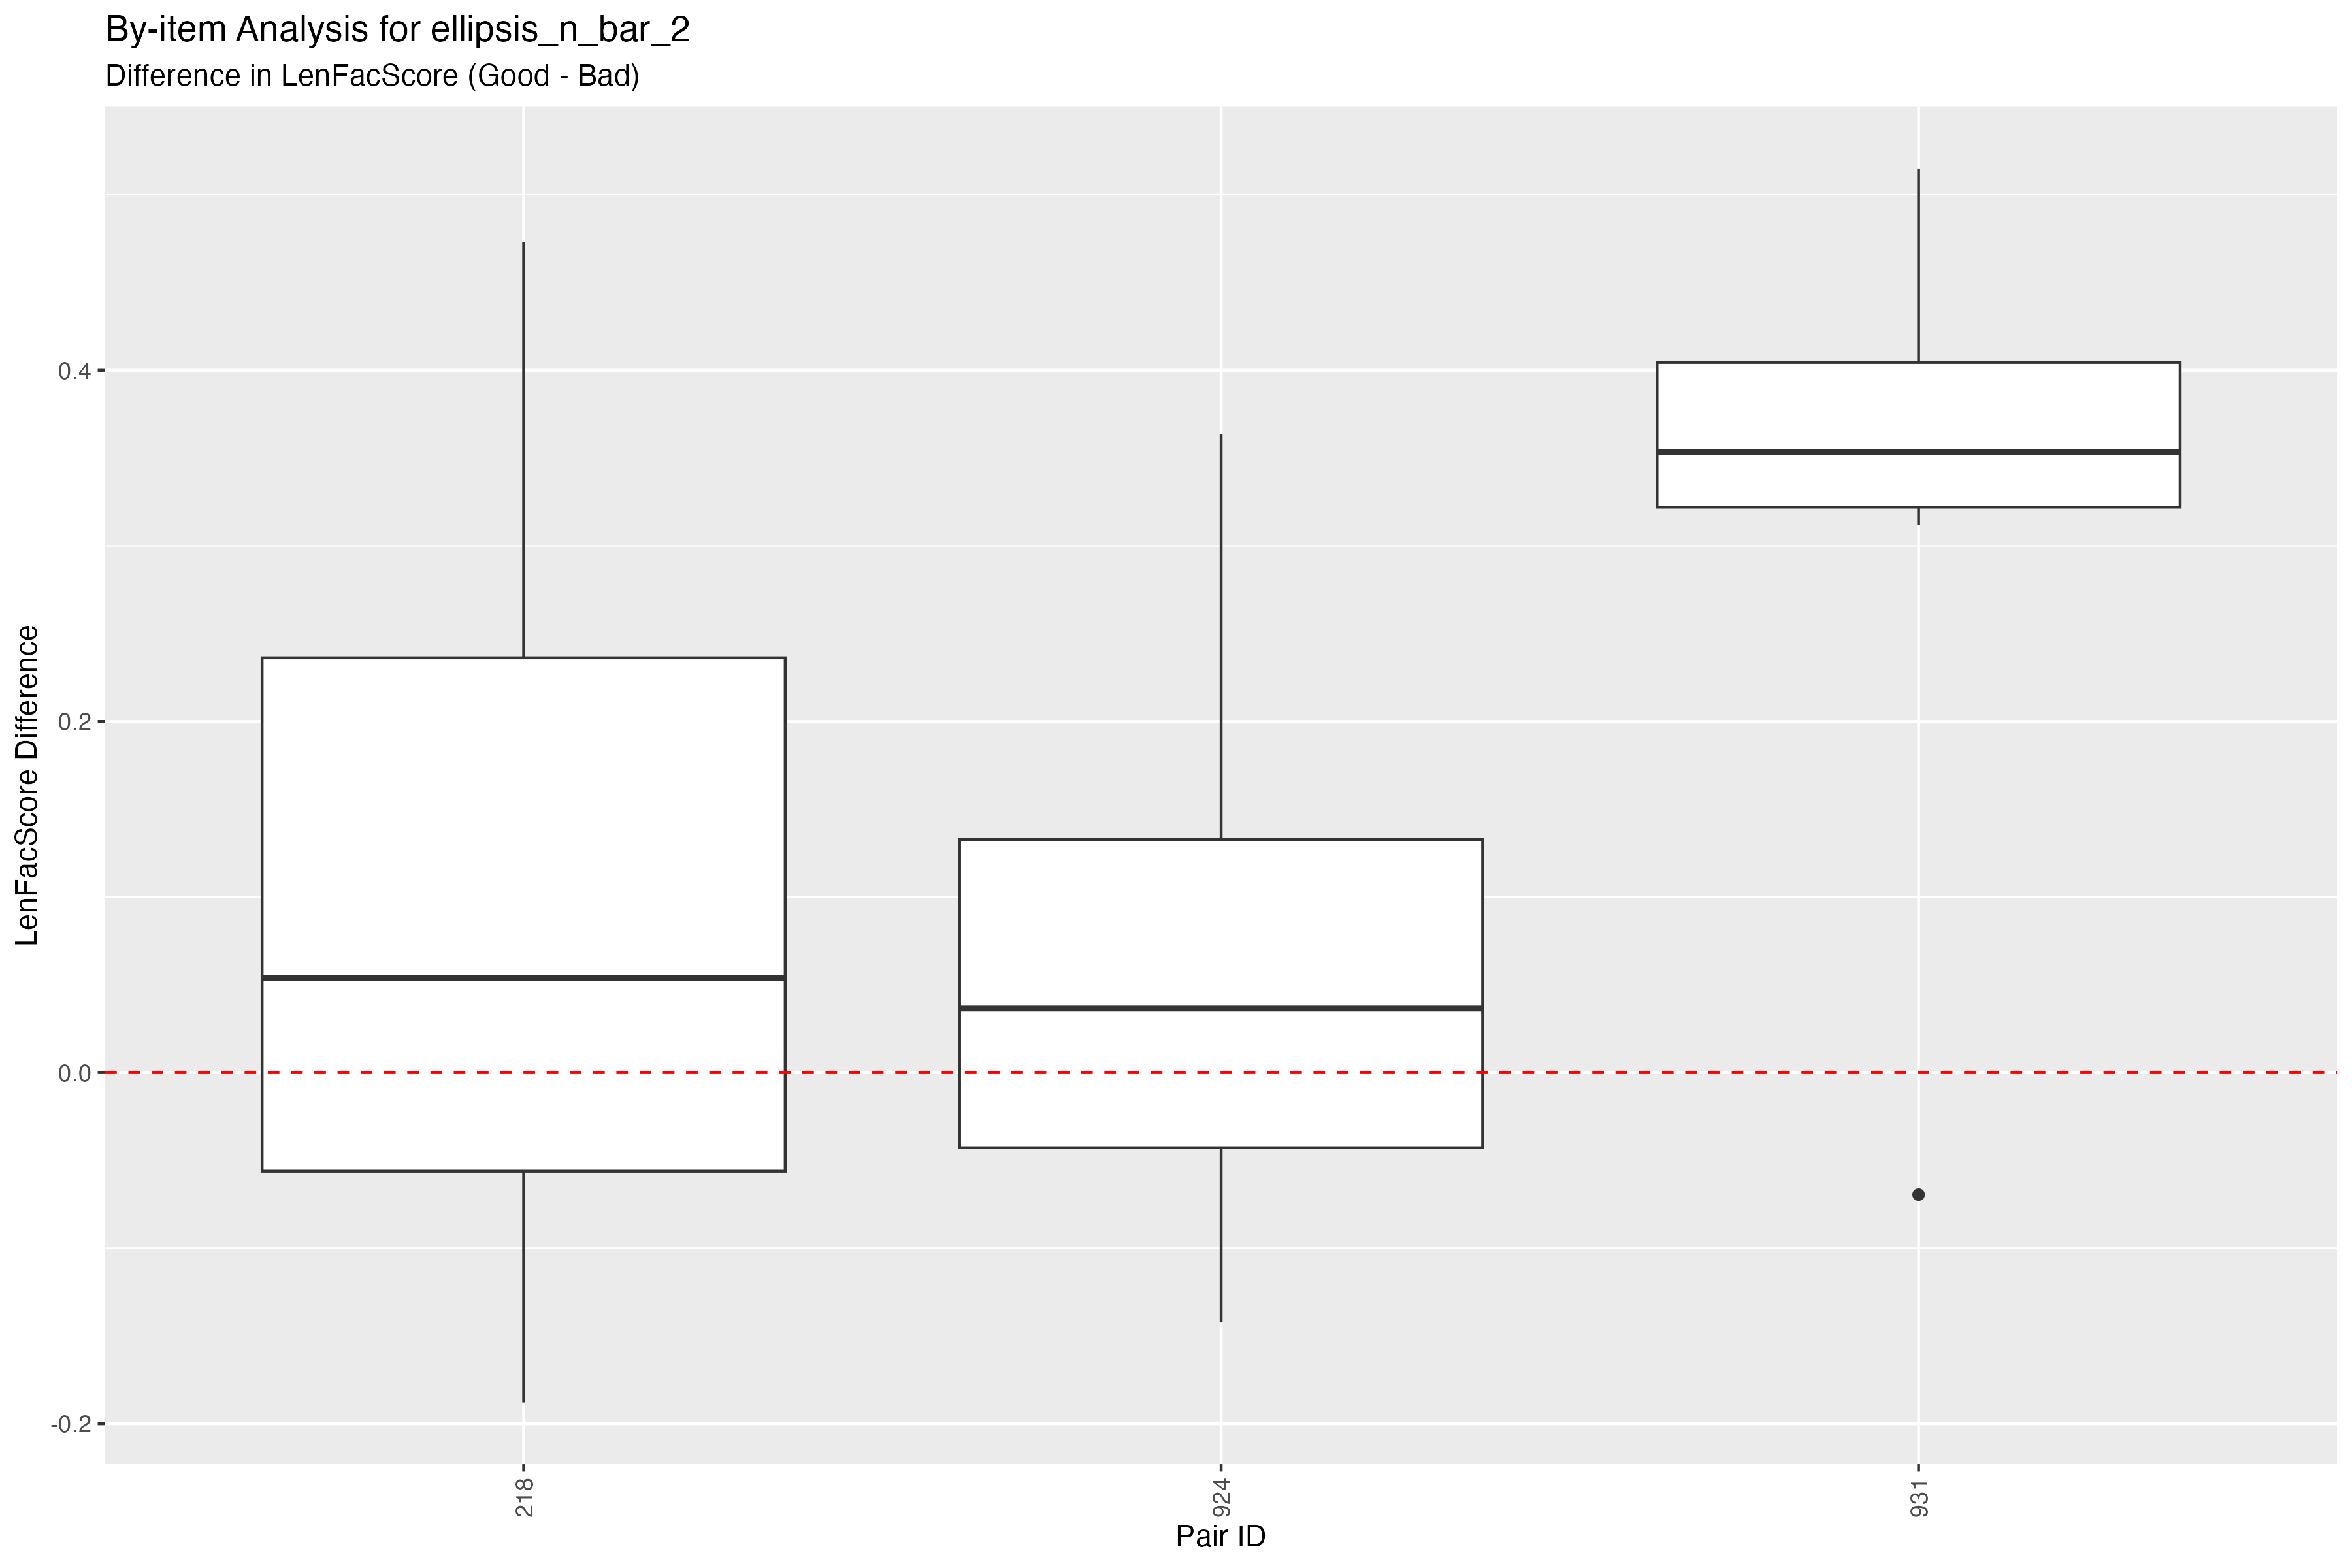 By-item Analysis for ellipsis_n_bar_2
Difference in LenFacScore (Good - Bad)
LenFacScore Difference
0.4
0.2
0.0
-0.2
218
924
931
Pair ID